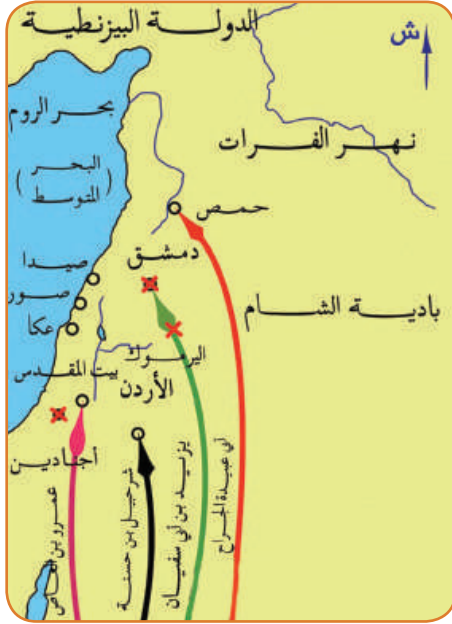 الدولة البيزنطية
ش
بحر الروم
نهر الفرات
(البحر
المتوسط)
حمص
دمشق
صيدا
صور
عكا
بادية الشام
اليرموك
بيت المقدس
الأردن
أجنادين
عمرو بن العاص
شرحبيل بن حسنة
يزيد بن أبي سفيان
أبي عبيدة الجراح